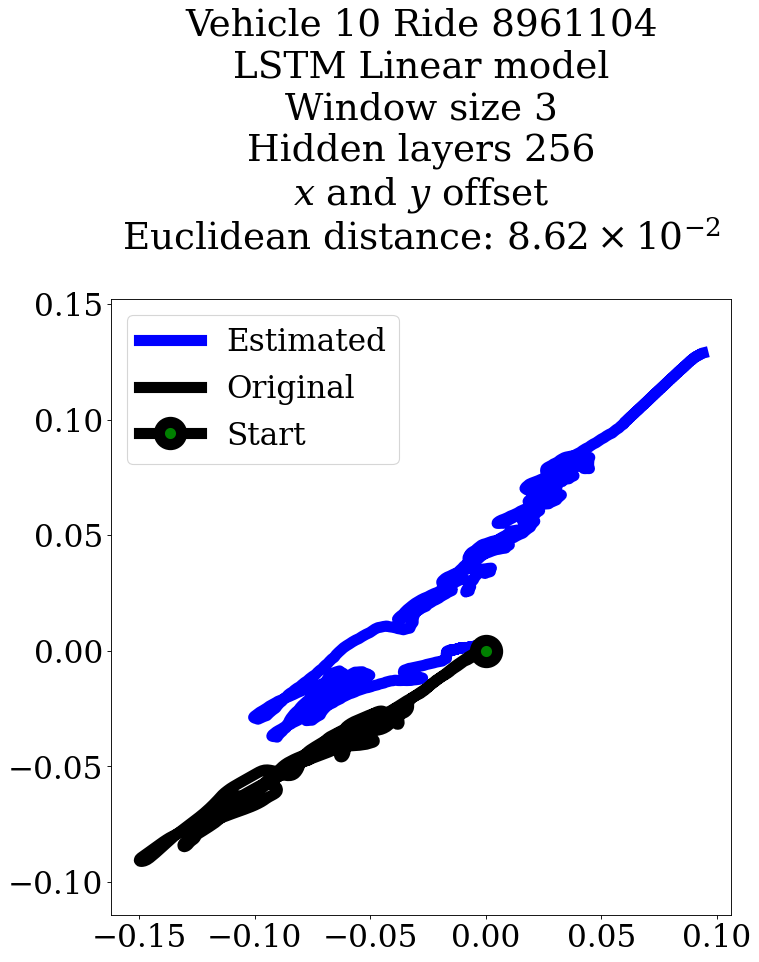 Vehicle 10 Ride 8961104
LSTM Linear model
Window size 3
Hidden layers 256
x and y offset
Euclidean distance: 8.62 × 10⁻²
0.15
0.10
0.05
0.00
−0.05
−0.10
Estimated
Original
Start
−0.15 −0.10 −0.05 0.00 0.05 0.10